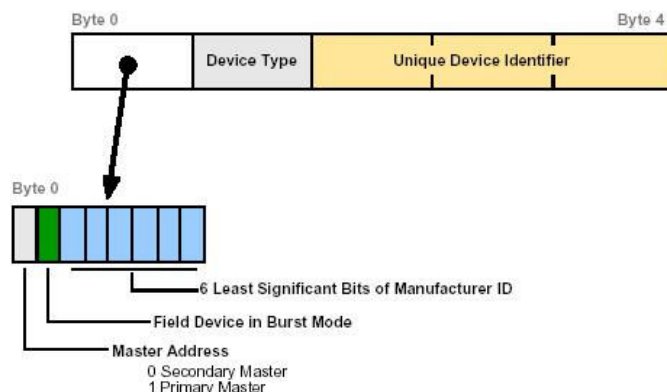 Byte 0 Byte 4
Device Type Unique Device Identifier
Byte 0
6 Least Significant Bits of Manufacturer ID
Field Device in Burst Mode
Master Address
0 Secondary Master
1 Primary Master